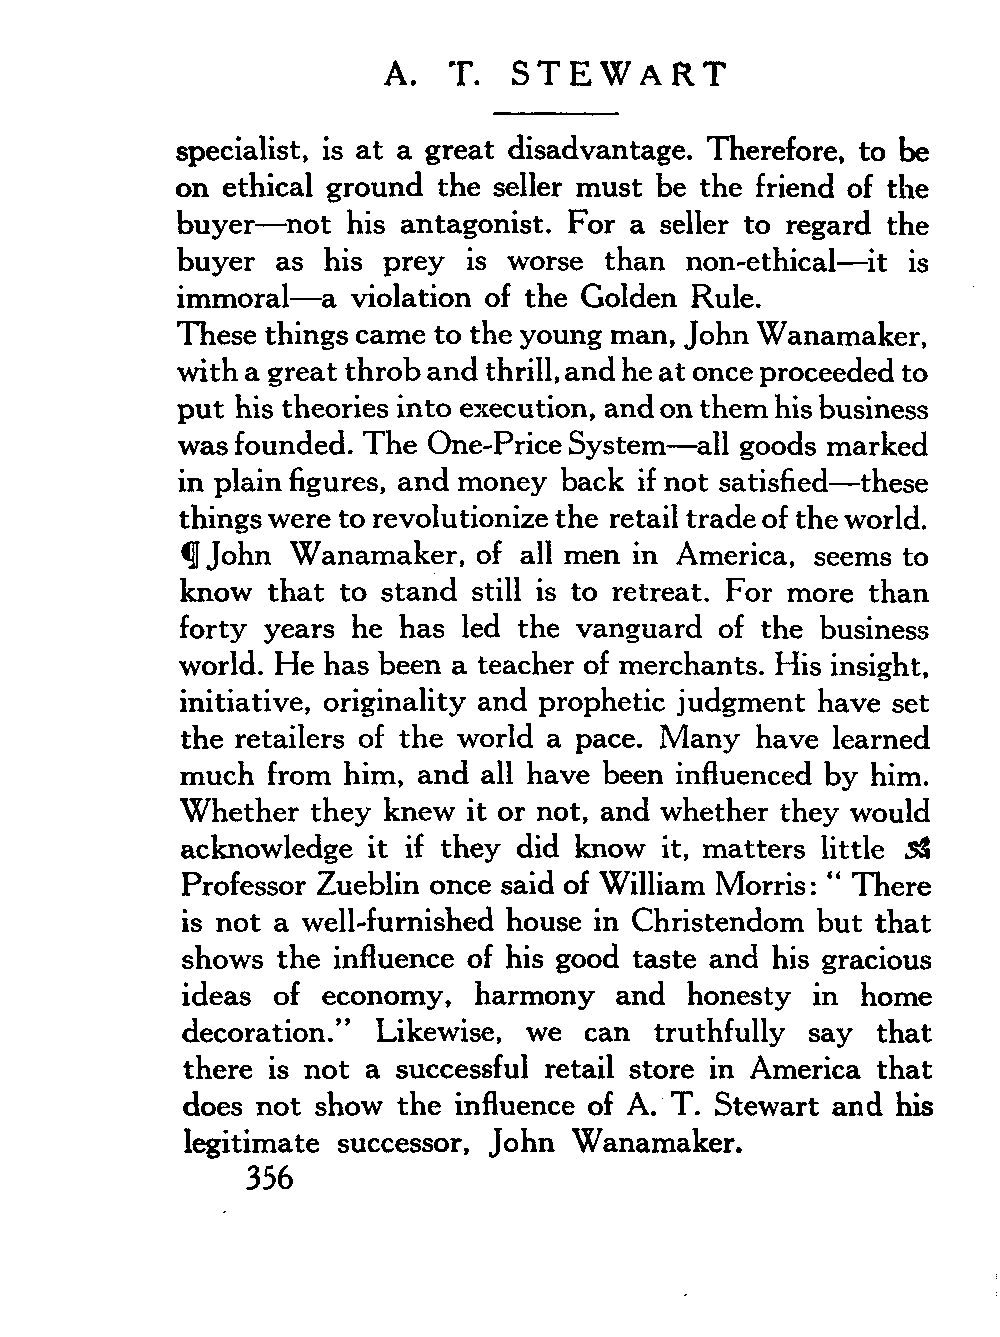 A. T. STEWART
specialist, is at a great disadvantage. Therefore, to be
on ethical ground the seller must be the friend of the
buyer—not his antagonist. For a seller to regard the
buyer as his prey is worse than non-ethical—it is
immoral—a violation of the Golden Rule.
These things came to the young man, John Wanamaker,
with a great throb and thrill, and he at once proceeded to
put his theories into execution, and on them his business
was founded. The One-Price System—all goods marked
in plain figures, and money back if not satisfied—these
things were to revolutionize the retail trade of the world.
¶ John Wanamaker, of all men in America, seems to
know that to stand still is to retreat. For more than
forty years he has led the vanguard of the business
world. He has been a teacher of merchants. His insight,
initiative, originality and prophetic judgment have set
the retailers of the world a pace. Many have learned
much from him, and all have been influenced by him.
Whether they knew it or not, and whether they would
acknowledge it if they did know it, matters little
Professor Zueblin once said of William Morris: “ There
is not a well-furnished house in Christendom but that
shows the influence of his good taste and his gracious
ideas of economy, harmony and honesty in home
decoration.” Likewise, we can truthfully say that
there is not a successful retail store in America that
does not show the influence of A. T. Stewart and his
legitimate successor, John Wanamaker.
356